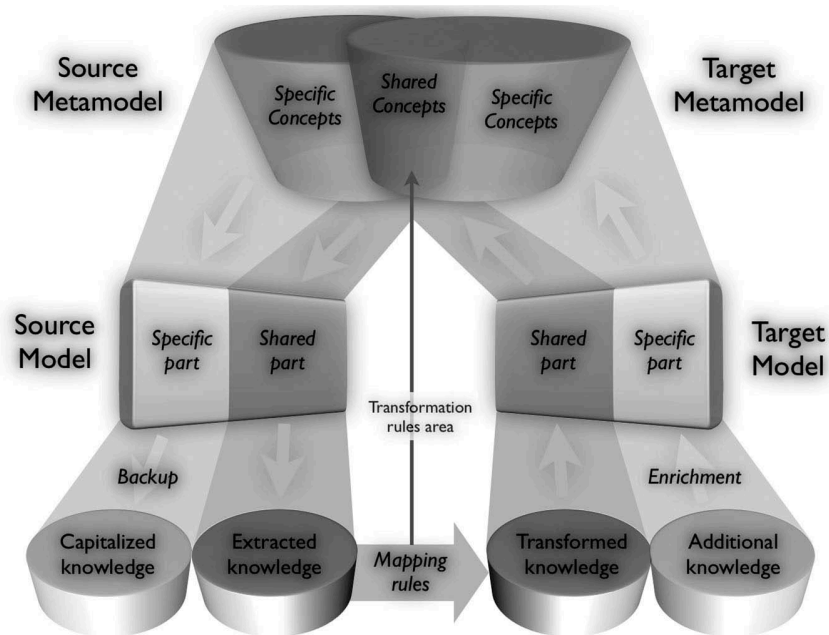 Source
Metamodel
Specific
Concepts
Shared
Concepts
Specific
Concepts
Target
Metamodel
Source
Model
Specific
part
Shared
part
Shared
part
Specific
part
Target
Model
Transformation
rules area
Backup
Enrichment
Capitalized
knowledge
Extracted
knowledge
Mapping
rules
Transformed
knowledge
Additional
knowledge